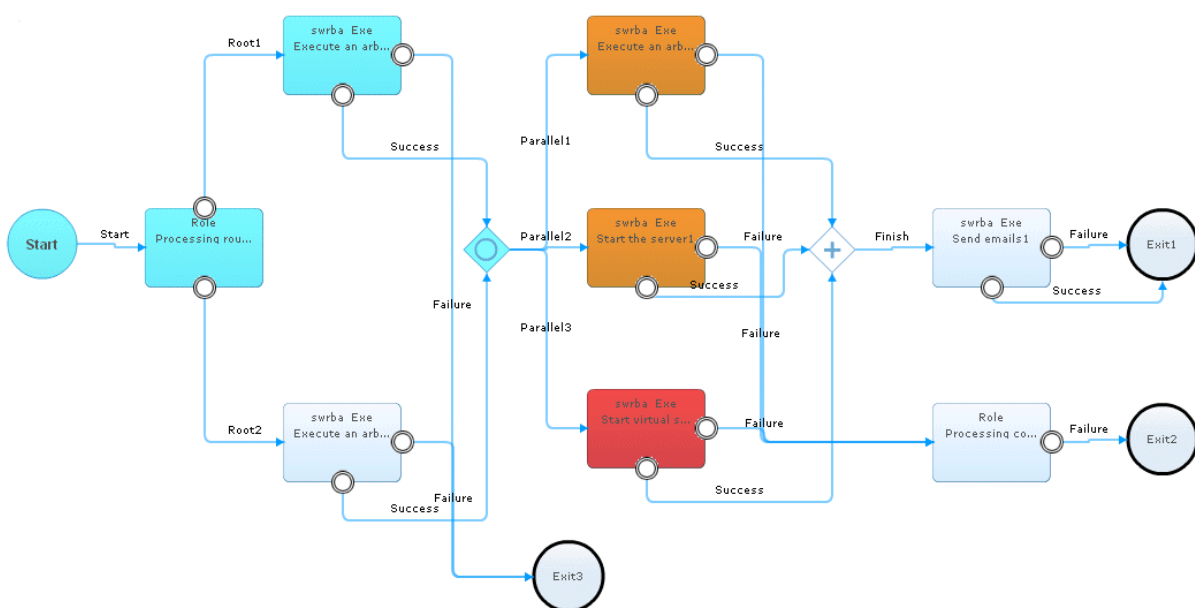 swrba Exe
Execute an arb...
swrba Exe
Execute an arb...
Root1
Success
Parallel1
Success
Role
Processing rou...
swrba Exe
Start the server1
swrba Exe
Send emails1
Start
Start
Parallel2
Failure
Finish
Failure
Exit1
Success
Success
Failure
Parallel3
Failure
swrba Exe
Execute an arb...
swrba Exe
Start virtual s...
Role
Processing co...
Root2
Failure
Failure
Exit2
Success
Failure
Success
Exit3